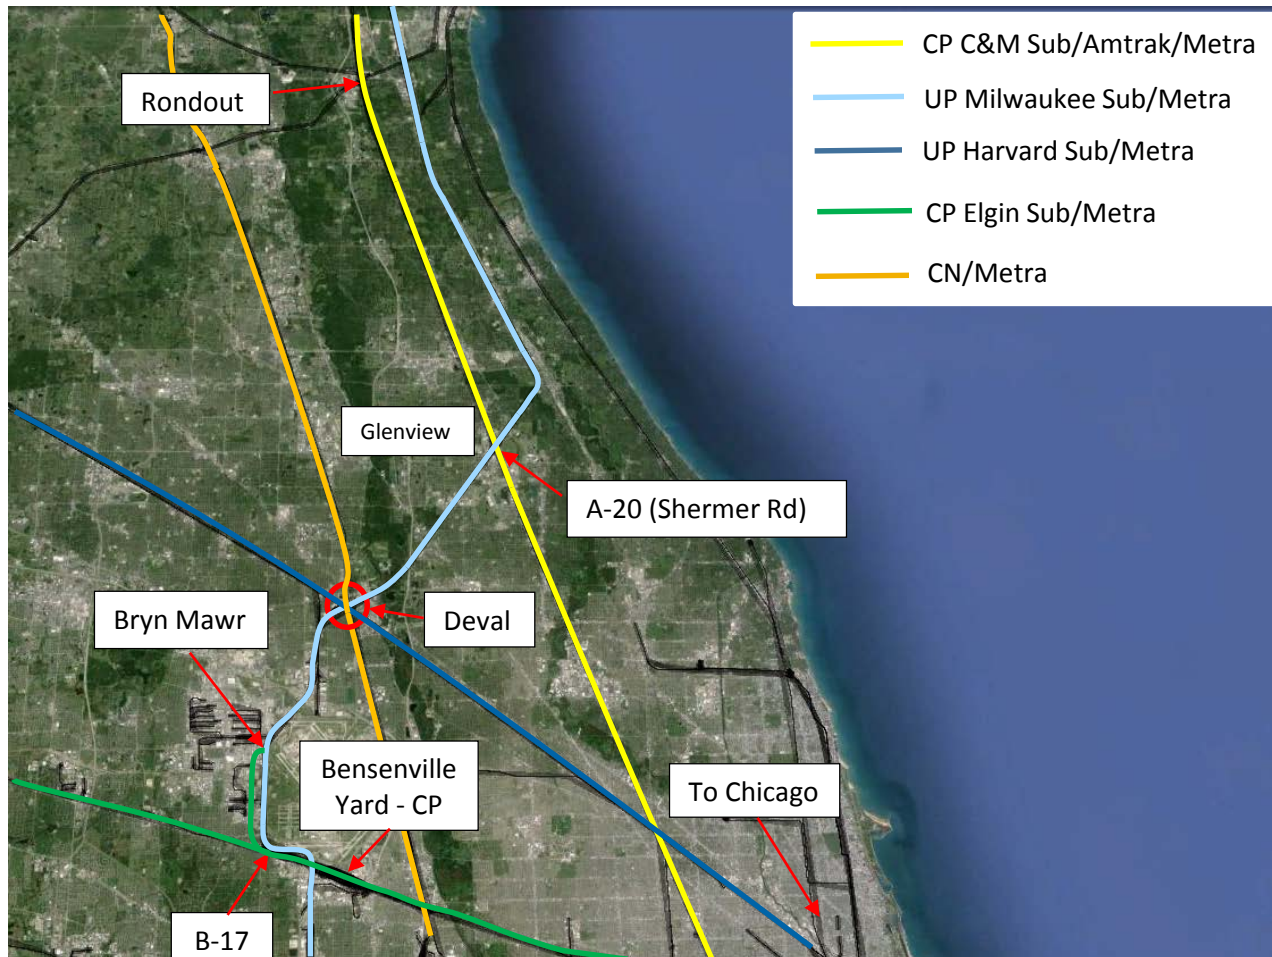 Rondout
CP C&M Sub/Amtrak/Metra
UP Milwaukee Sub/Metra
UP Harvard Sub/Metra
CP Elgin Sub/Metra
CN/Metra
Glenview
A-20 (Shermer Rd)
Bryn Mawr
Deval
Bensenville
Yard - CP
To Chicago
B-17